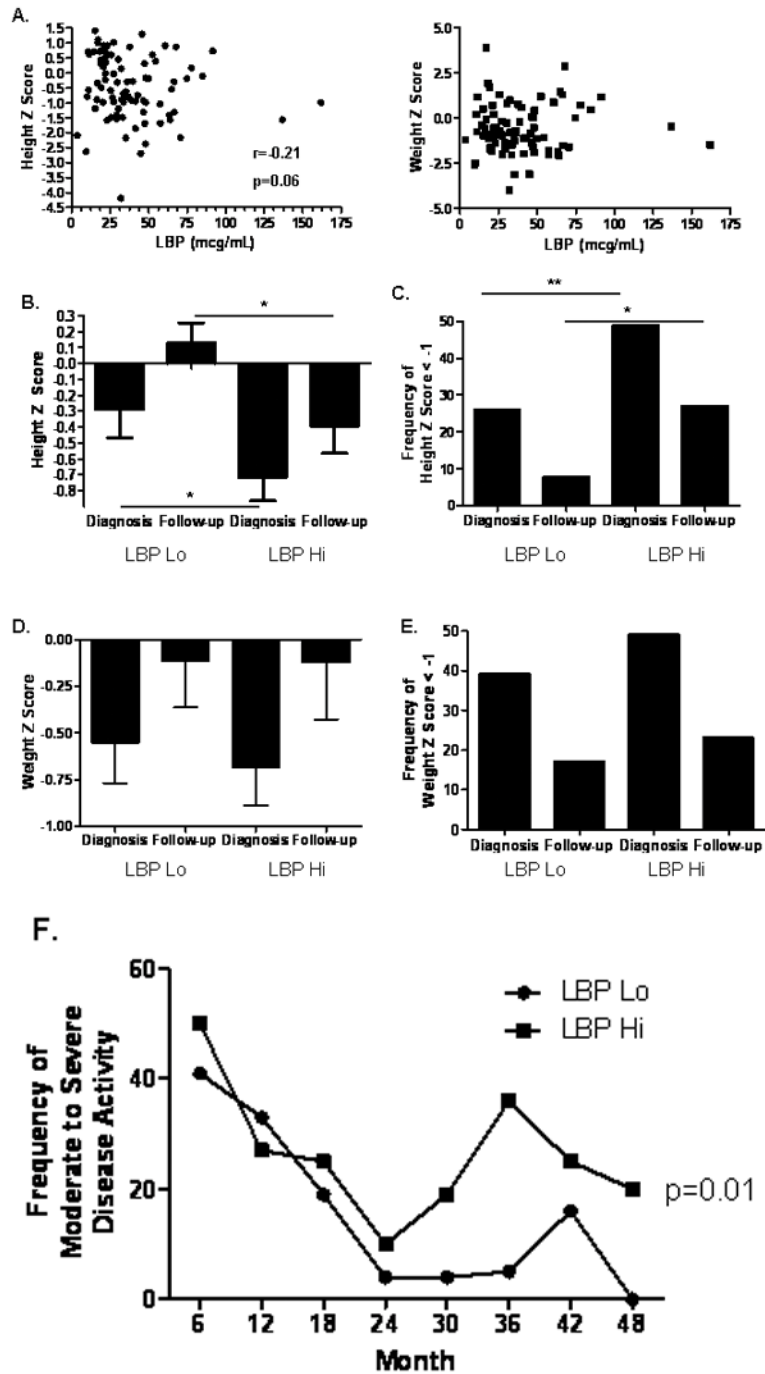 A.
Height Z Score
1.5
1.0
0.5
0.0
-0.5
-1.0
-1.5
-2.0
-2.5
-3.0
-3.5
-4.0
-4.5
r=-0.21
p=0.06
0 25 50 75 100 125 150 175
LBP (mcg/mL)
Weight Z Score
5.0
2.5
0.0
-2.5
-5.0
0 25 50 75 100 125 150 175
LBP (mcg/mL)
B.
Height Z Score
0.3
0.2
0.1
-0.0
-0.1
-0.2
-0.3
-0.4
-0.5
-0.6
-0.7
-0.8
*
*
Diagnosis Follow-up Diagnosis Follow-up
LBP Lo LBP Hi
C.
Frequency of
Height Z Score < -1
50
40
30
20
10
0
**
*
Diagnosis Follow-up Diagnosis Follow-up
LBP Lo LBP Hi
D.
Weight Z Score
0.00
-0.25
-0.50
-0.75
-1.00
Diagnosis Follow-up Diagnosis Follow-up
LBP Lo LBP Hi
E.
Frequency of
Weight Z Score < -1
50
40
30
20
10
0
Diagnosis Follow-up Diagnosis Follow-up
LBP Lo LBP Hi
F.
Frequency of
Moderate to Severe
Disease Activity
60
40
20
0
LBP Lo
LBP Hi
p=0.01
6 12 18 24 30 36 42 48
Month